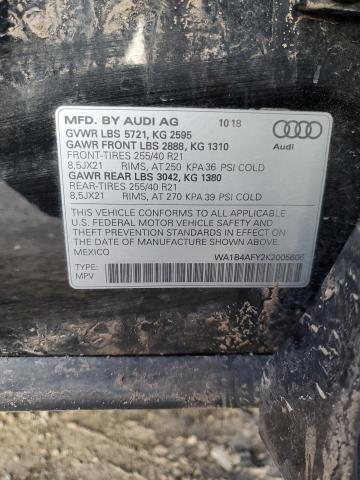 MFD. BY AUDI AG 10 18
GVWR LBS 5721, KG 2595
GAWR FRONT LBS 2888, KG 1310
FRONT-TIRES 255/40 R21
8,5JX21 RIMS, AT 250 KPA 36 PSI COLD
GAWR REAR LBS 3042, KG 1380
REAR-TIRES 255/40 R21
8,5JX21 RIMS, AT 270 KPA 39 PSI COLD
Audi
THIS VEHICLE CONFORMS TO ALL APPLICABLE
U.S. FEDERAL MOTOR VEHICLE SAFETY AND
THEFT PREVENTION STANDARDS IN EFFECT ON
THE DATE OF MANUFACTURE SHOWN ABOVE.
MEXICO WA1B4AFY2K2005606
TYPE:
MPV